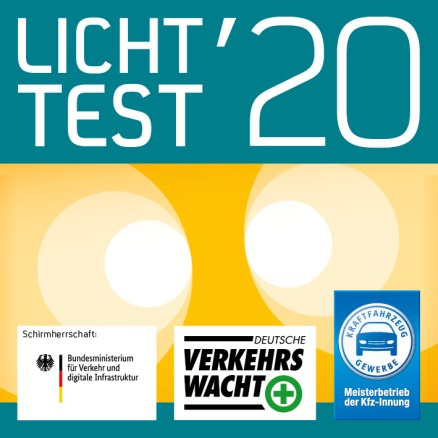 LICHT ’20
TEST
Schirmherrschaft:
Bundesministerium
für Verkehr und
digitale Infrastruktur
DEUTSCHE
VERKEHRS
WACHT
KRAFTFAHRZEUG
GEWERBE
Meisterbetrieb
der Kfz-Innung